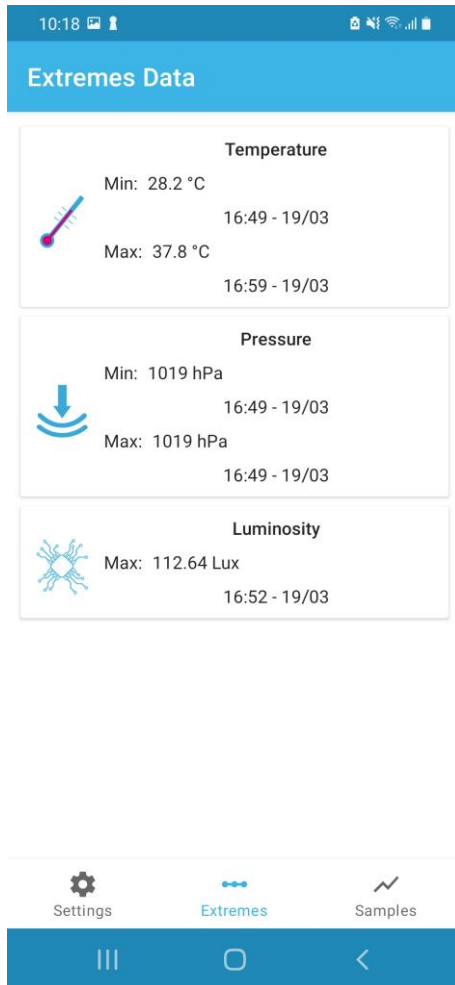 10:18
Extremes Data
Temperature
Min: 28.2 °C
16:49 - 19/03
Max: 37.8 °C
16:59 - 19/03
Pressure
Min: 1019 hPa
16:49 - 19/03
Max: 1019 hPa
16:49 - 19/03
Luminosity
Max: 112.64 Lux
16:52 - 19/03
Settings Extremes Samples